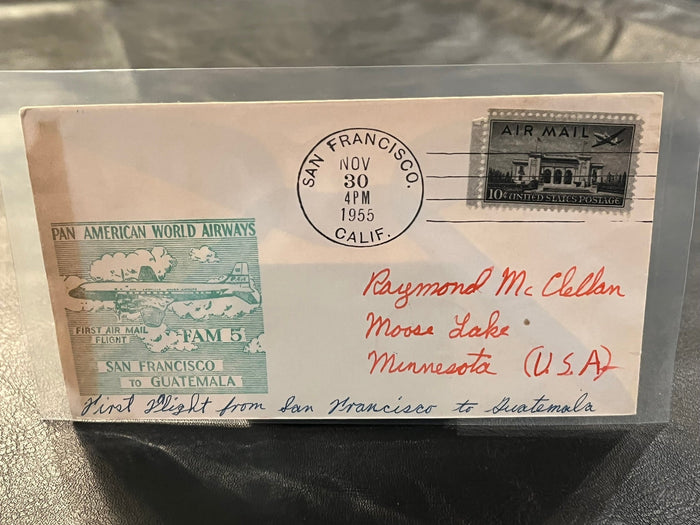 SAN FRANCISCO.
NOV
30
4 PM
1955
CALIF.
AIR MAIL
10¢ UNITED STATES POSTAGE
PAN AMERICAN WORLD AIRWAYS
FIRST AIR MAIL
FLIGHT
FAM 5
SAN FRANCISCO
TO GUATEMALA
Raymond McClellan
Moose Lake
Minnesota (U.S.A)
First Flight from San Francisco to Guatemala